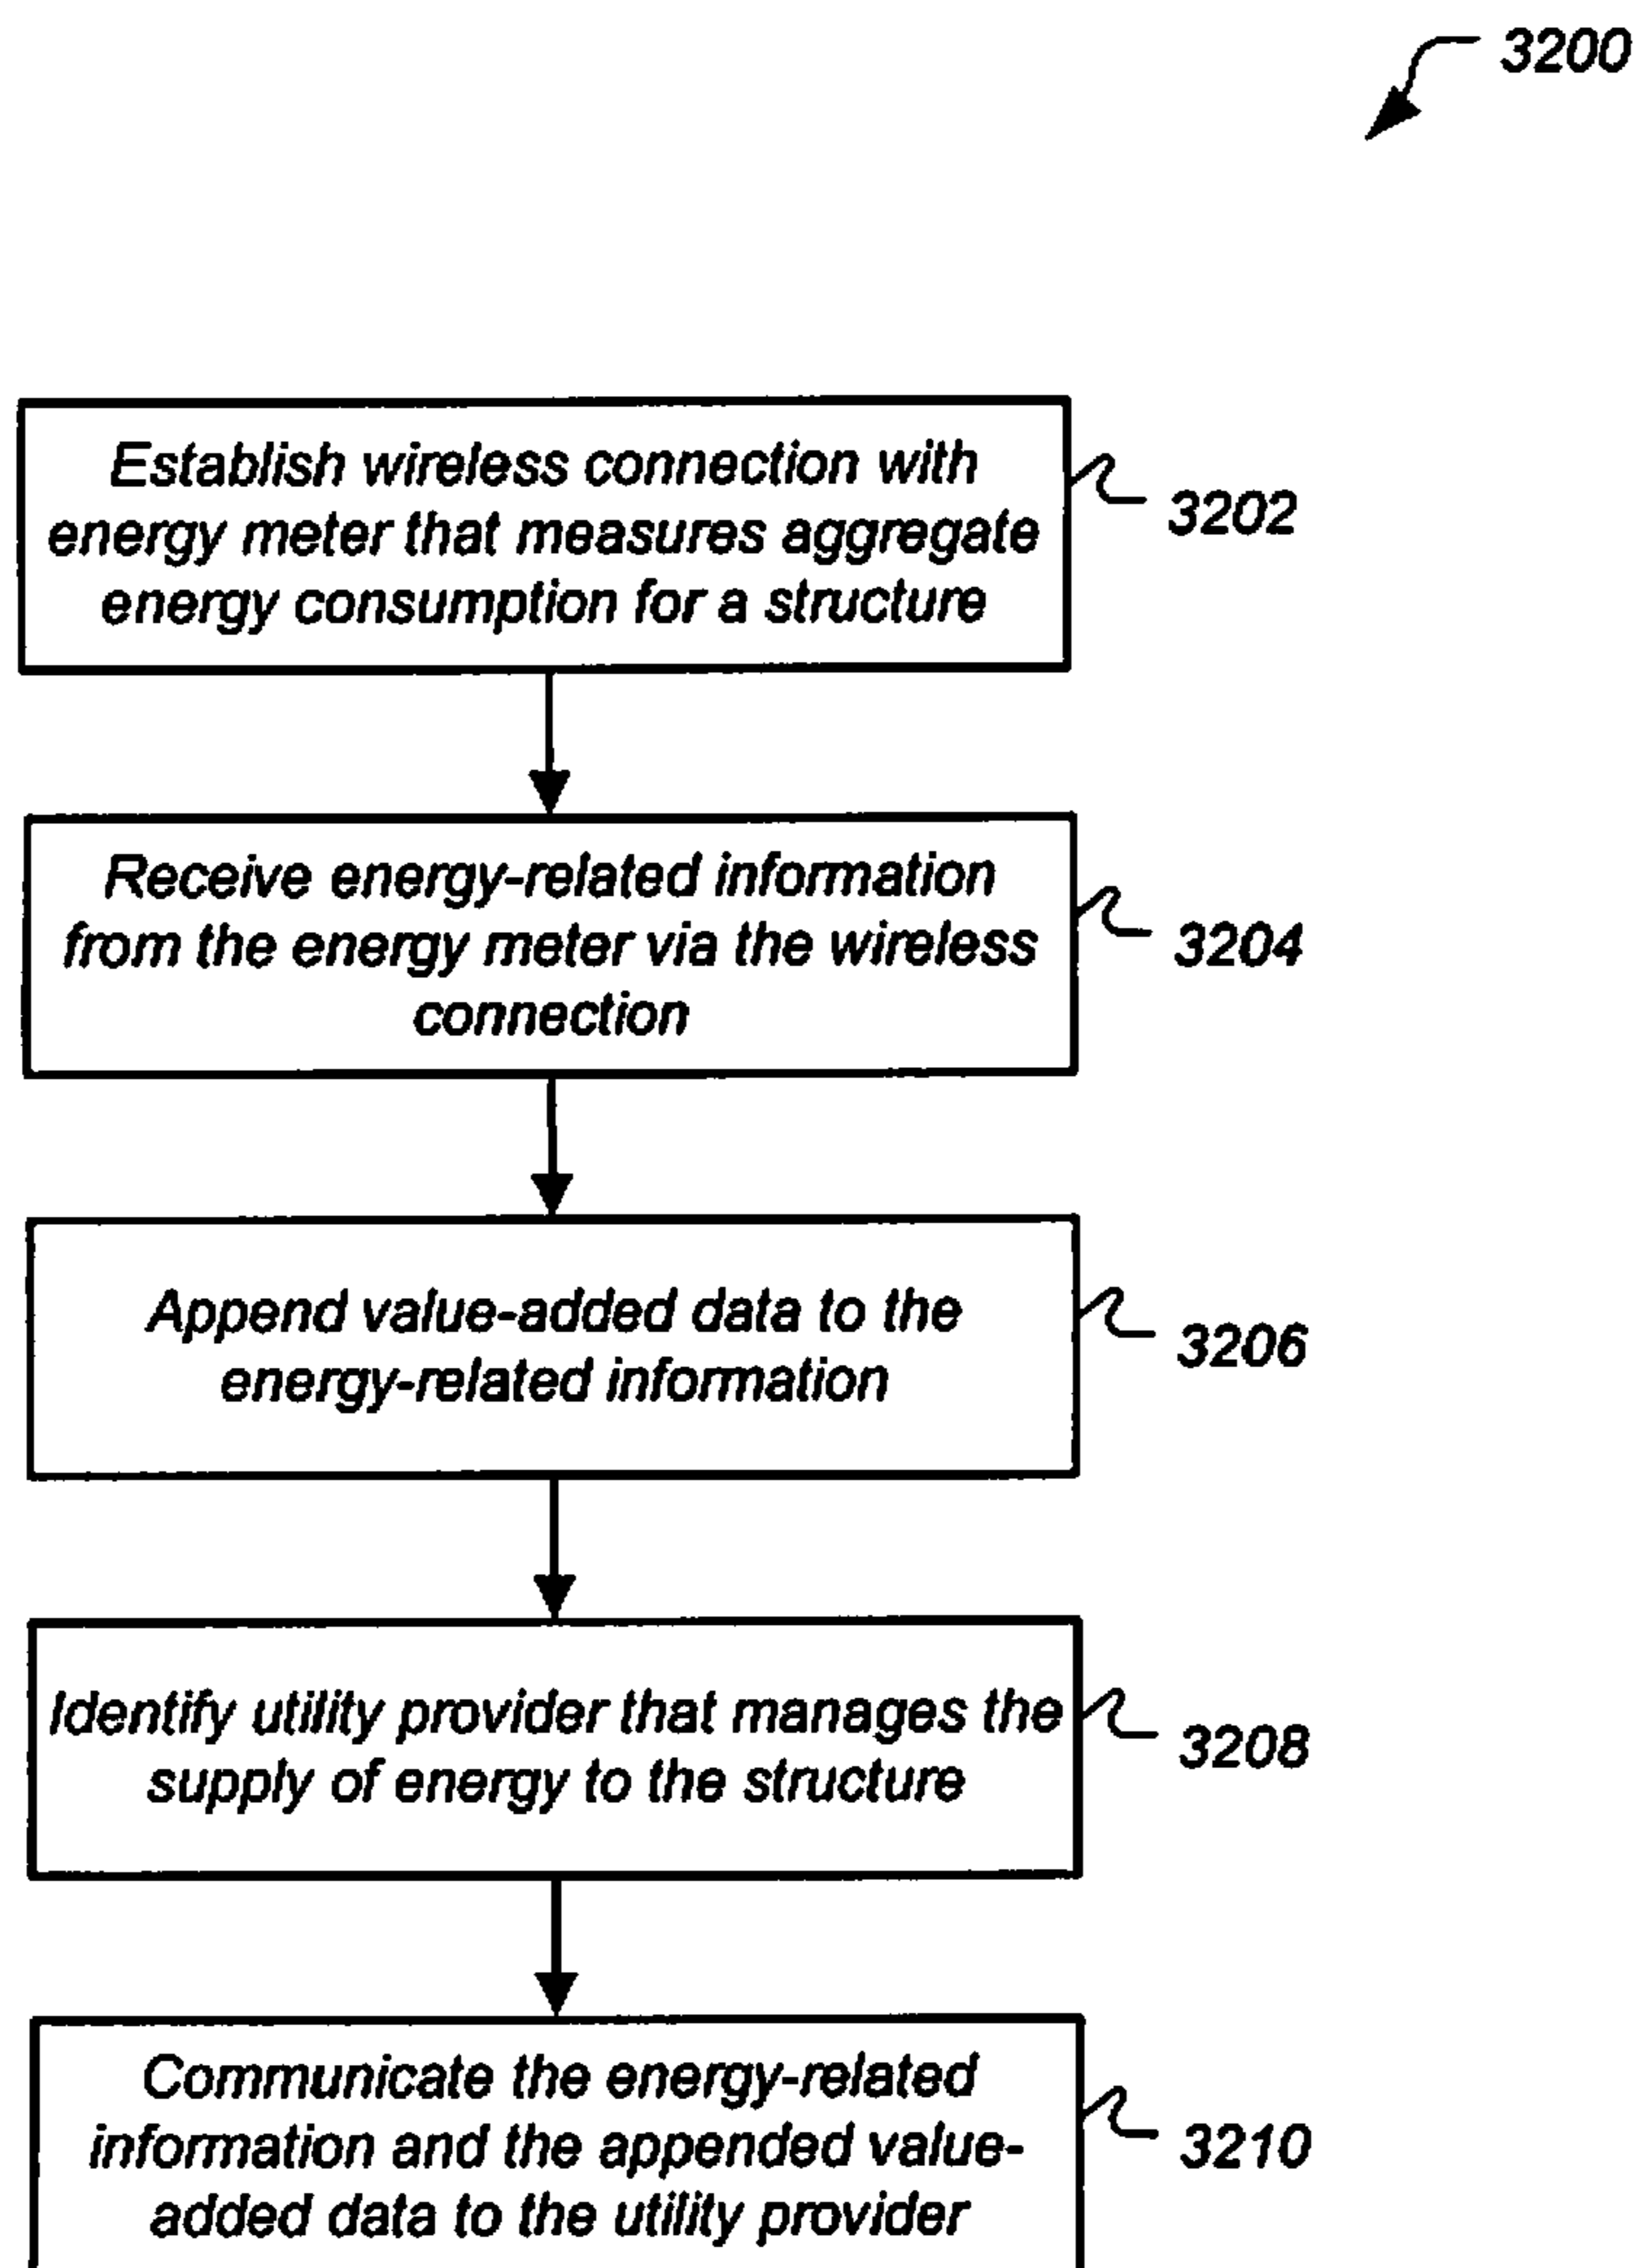 3200
Establish wireless connection with
energy meter that measures aggregate
energy consumption for a structure
3202
Receive energy-related information
from the energy meter via the wireless
connection
3204
Append value-added data to the
energy-related information
3206
Identify utility provider that manages the
supply of energy to the structure
3208
Communicate the energy-related
information and the appended value-
added data to the utility provider
3210